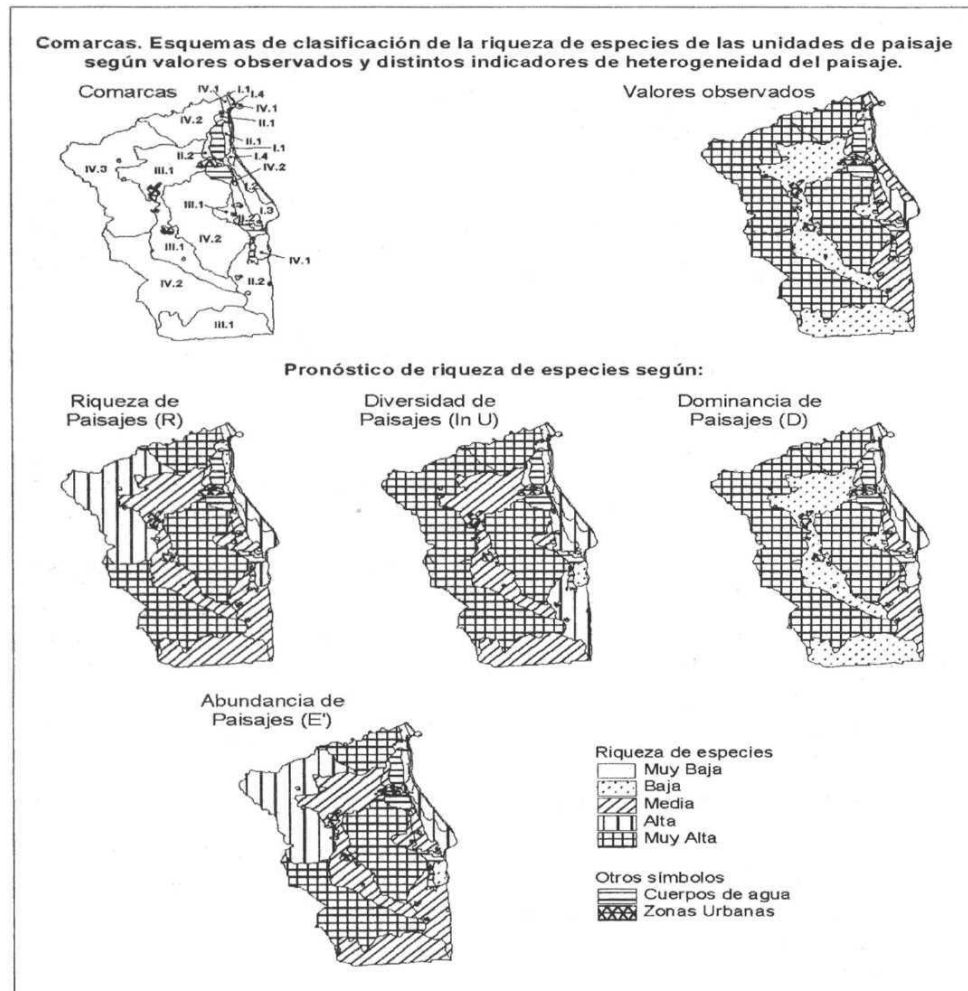 Comarcas. Esquemas de clasificación de la riqueza de especies de las unidades de paisaje
según valores observados y distintos indicadores de heterogeneidad del paisaje.
Comarcas
Valores observados
IV.1
I.1
I.4
IV.1
IV.2
II.1
II.1
I.1
II.2
I.4
IV.3
IV.2
III.1
I.2
III.1
I.3
II.2
IV.2
III.1
IV.1
II.2
IV.2
III.1
Pronóstico de riqueza de especies según:
Riqueza de
Paisajes (R)
Diversidad de
Paisajes (ln U)
Dominancia de
Paisajes (D)
Abundancia de
Paisajes (E')
Riqueza de especies
Muy Baja
Baja
Media
Alta
Muy Alta
Otros símbolos
Cuerpos de agua
Zonas Urbanas